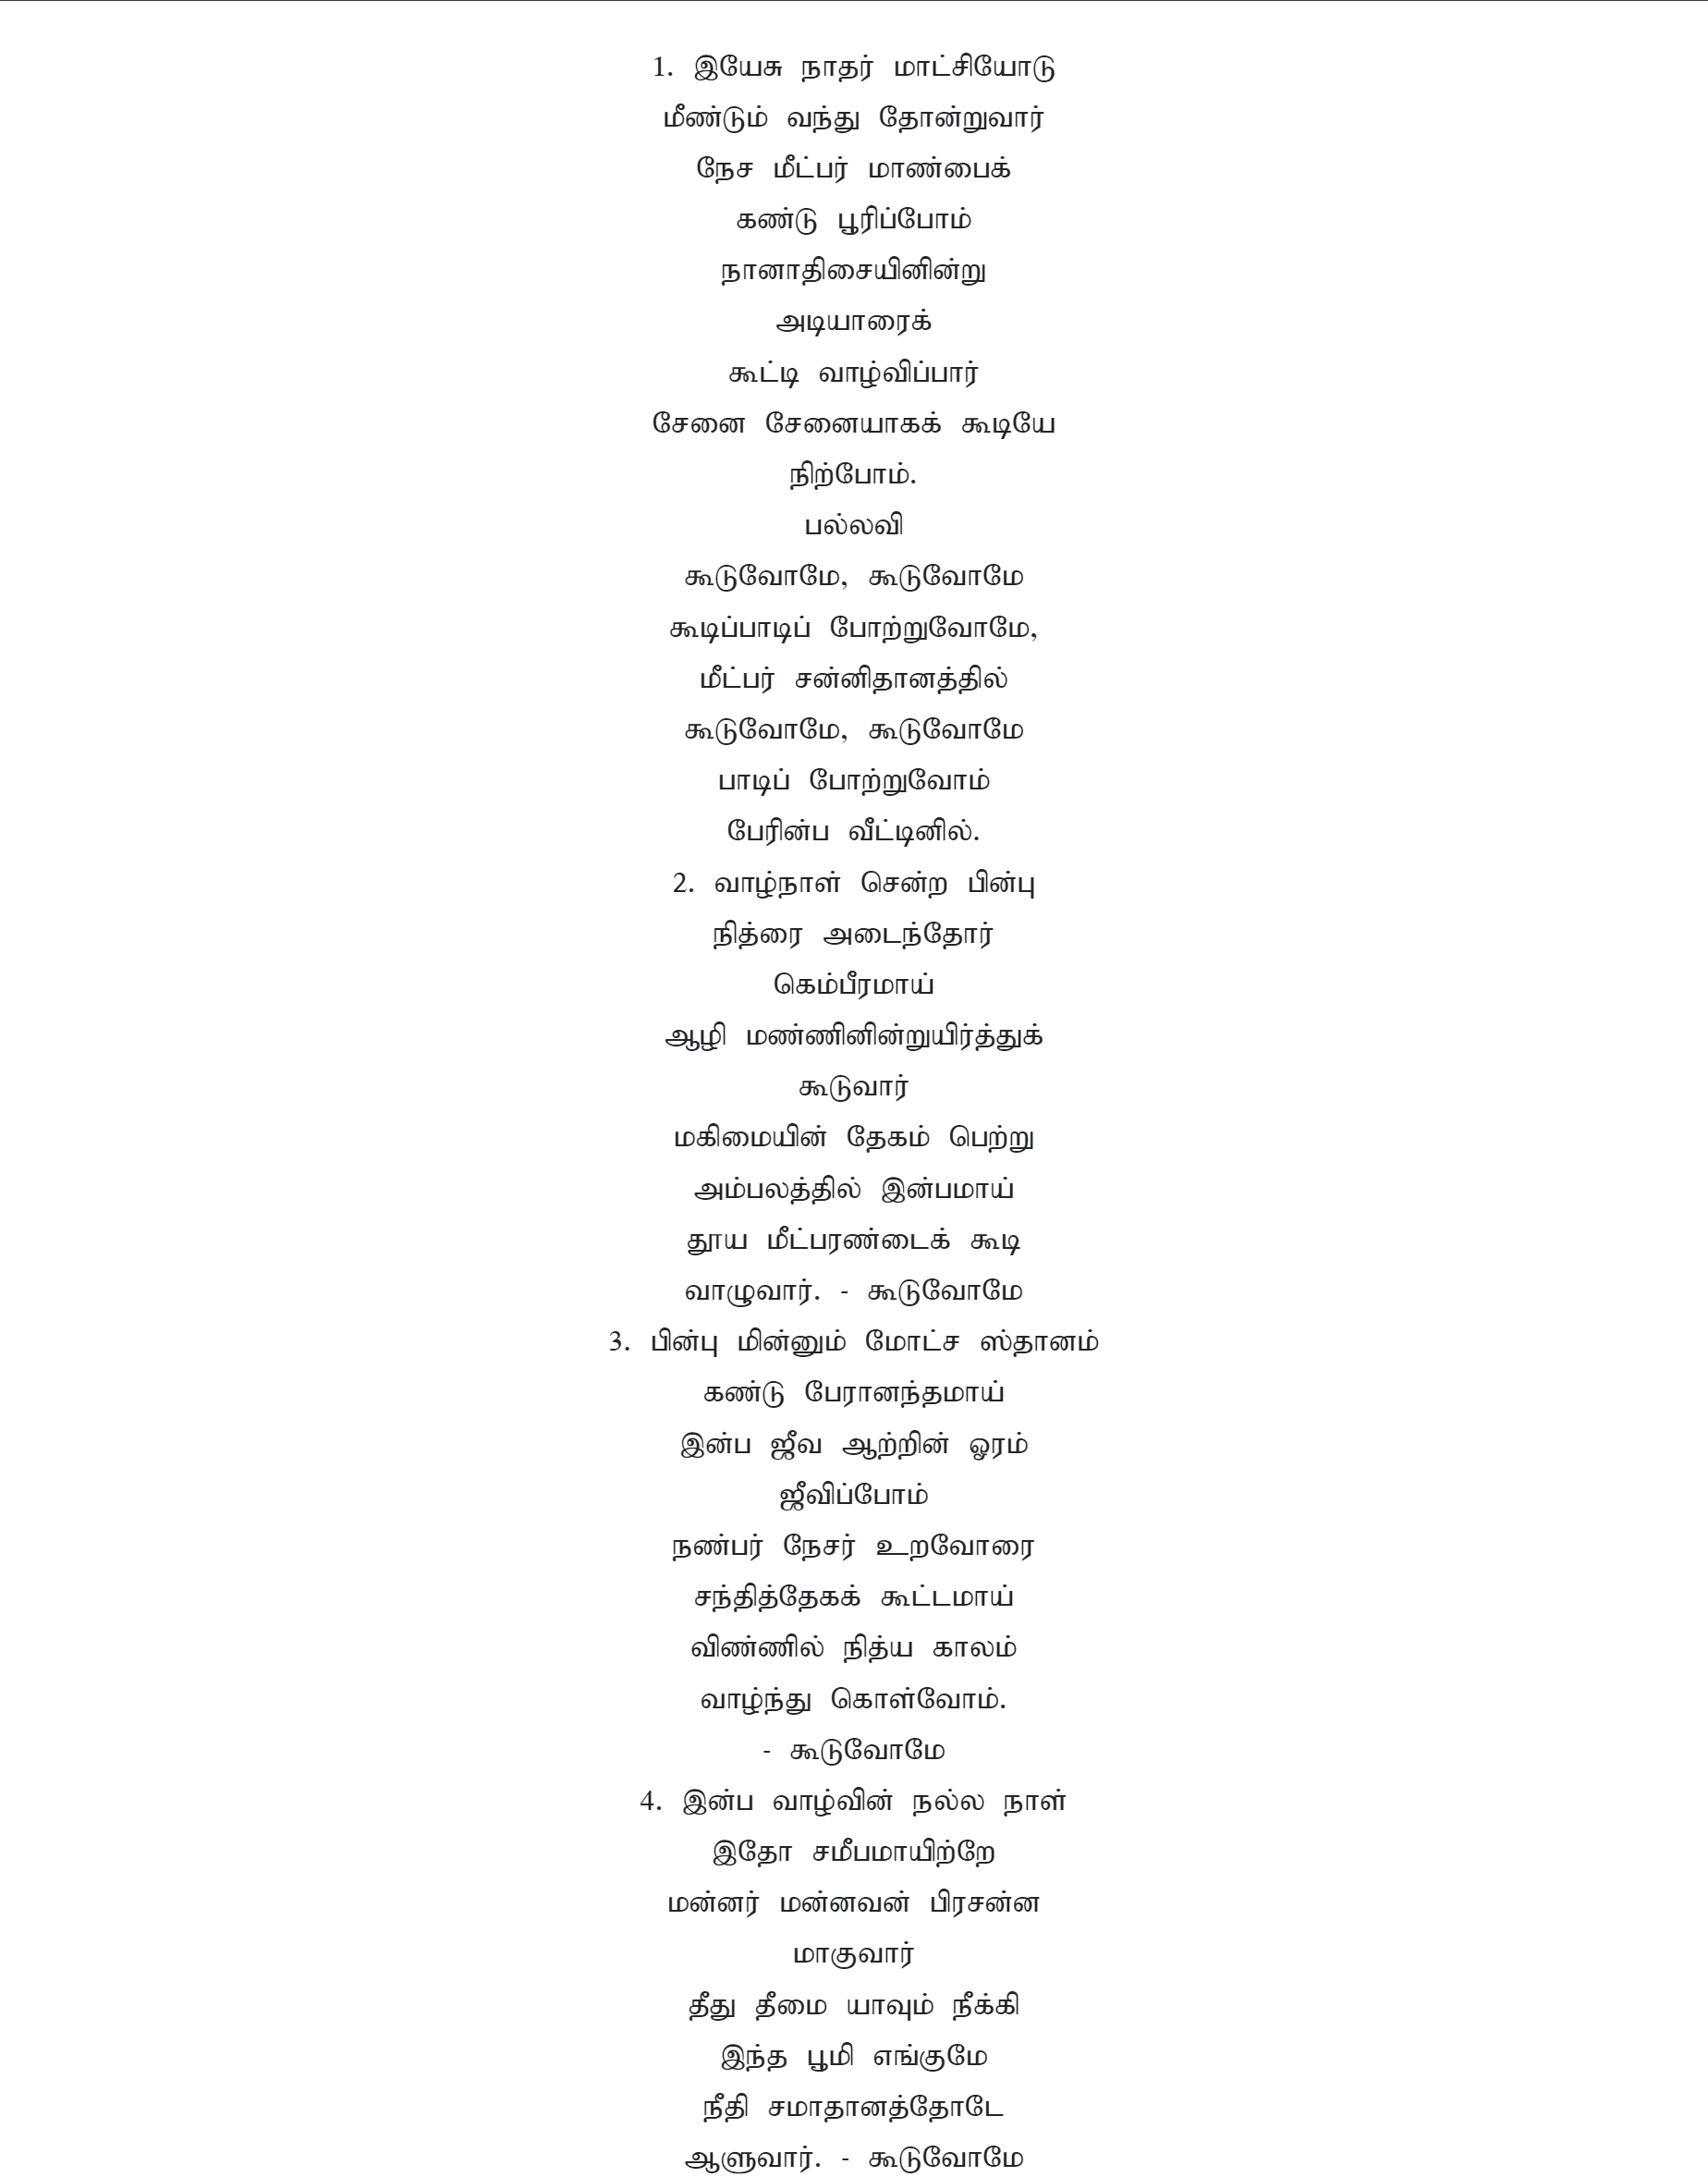 1. இயேசு நாதர் மாட்சியோடு
மீண்டும் வந்து தோன்றுவார்
நேச மீட்பர் மாண்பைக்
கண்டு பூரிப்போம்
நானாதிசையினின்று
அடியாரைக்
கூட்டி வாழ்விப்பார்
சேனை சேனையாகக் கூடியே
நிற்போம்.
பல்லவி
கூடுவோமே, கூடுவோமே
கூடிப்பாடிப் போற்றுவோமே,
மீட்பர் சன்னிதானத்தில்
கூடுவோமே, கூடுவோமே
பாடிப் போற்றுவோம்
பேரின்ப வீட்டினில்.
2. வாழ்நாள் சென்ற பின்பு
நித்ரை அடைந்தோர்
கெம்பீரமாய்
ஆழி மண்ணினின்றுயிர்த்துக்
கூடுவார்
மகிமையின் தேகம் பெற்று
அம்பலத்தில் இன்பமாய்
தூய மீட்பரண்டைக் கூடி
வாழுவார். - கூடுவோமே
3. பின்பு மின்னும் மோட்ச ஸ்தானம்
கண்டு பேரானந்தமாய்
இன்ப ஜீவ ஆற்றின் ஓரம்
ஜீவிப்போம்
நண்பர் நேசர் உறவோரை
சந்தித்தேகக் கூட்டமாய்
விண்ணில் நித்ய காலம்
வாழ்ந்து கொள்வோம்.
- கூடுவோமே
4. இன்ப வாழ்வின் நல்ல நாள்
இதோ சமீபமாயிற்றே
மன்னர் மன்னவன் பிரசன்ன
மாகுவார்
தீது தீமை யாவும் நீக்கி
இந்த பூமி எங்குமே
நீதி சமாதானத்தோடே
ஆளுவார். - கூடுவோமே